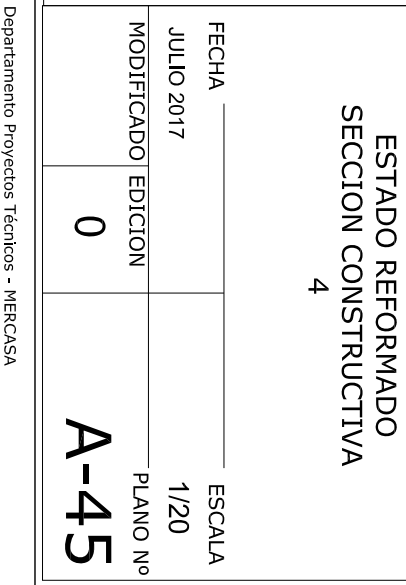 ESTADO REFORMADO
SECCION CONSTRUCTIVA
4
FECHA ESCALA
JULIO 2017 1/20
MODIFICADO EDICION PLANO Nº
0 A-45
Departamento Proyectos Técnicos - MERCASA